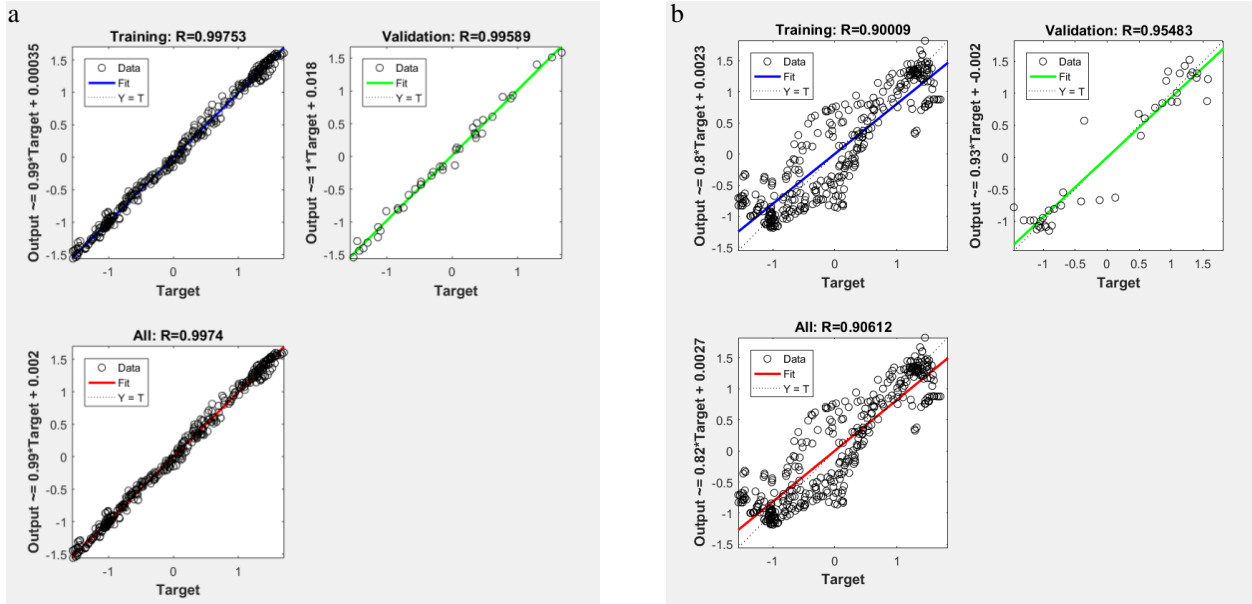 a
Training: R=0.99753
Output ~= 0.99*Target + 0.00035
Data
Fit
Y = T
1.5
1
0.5
0
-0.5
-1
-1.5
-1
0
1
Target
Validation: R=0.99589
Output ~= 1*Target + 0.018
Data
Fit
Y = T
1.5
1
0.5
0
-0.5
-1
-1.5
-1
0
1
Target
All: R=0.9974
Output ~= 0.99*Target + 0.002
Data
Fit
Y = T
1.5
1
0.5
0
-0.5
-1
-1.5
-1
0
1
Target
b
Training: R=0.90009
Output ~= 0.8*Target + 0.0023
Data
Fit
Y = T
1.5
1
0.5
0
-0.5
-1
-1.5
-1
0
1
Target
Validation: R=0.95483
Output ~= 0.93*Target + -0.002
Data
Fit
Y = T
1.5
1
0.5
0
-0.5
-1
-1
-0.5
0
0.5
1
1.5
Target
All: R=0.90612
Output ~= 0.82*Target + 0.0027
Data
Fit
Y = T
1.5
1
0.5
0
-0.5
-1
-1.5
-1
0
1
Target